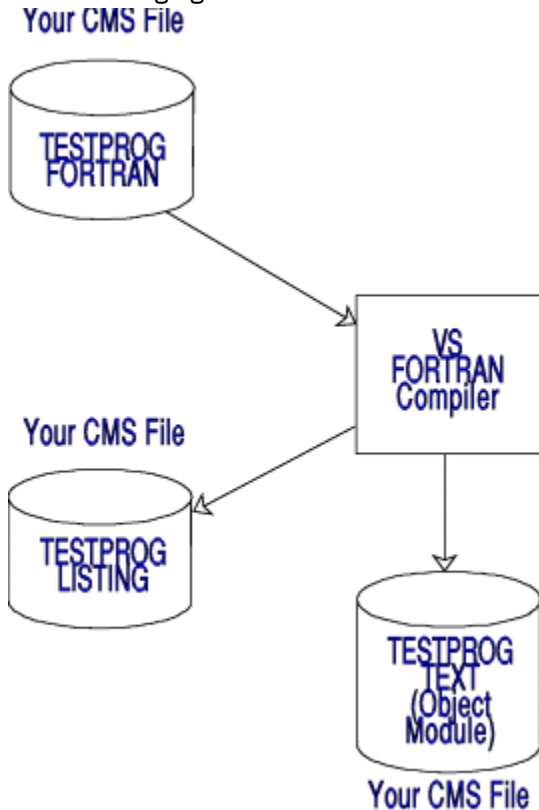 Your CMS File
TESTPROG
FORTRAN
VS
FORTRAN
Compiler
Your CMS File
TESTPROG
LISTING
TESTPROG
TEXT
(Object
Module)
Your CMS File